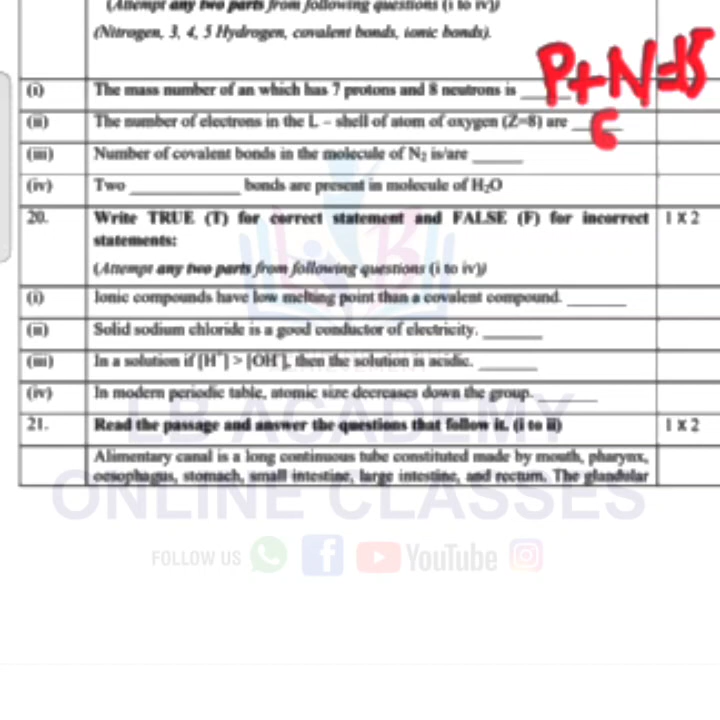 (Attempt any two parts from following questions (i to iv))
(Nitrogen, 3, 4, 5 Hydrogen, covalent bonds, ionic bonds).
(i) The mass number of an which has 7 protons and 8 neutrons is ____ P+N=15
(ii) The number of electrons in the L – shell of atom of oxygen (Z=8) are ____ 6
(iii) Number of covalent bonds in the molecule of N₂ is/are ____
(iv) Two ________ bonds are present in molecule of H₂O
20. Write TRUE (T) for correct statement and FALSE (F) for incorrect 1 X 2
statements:
(Attempt any two parts from following questions (i to iv))
(i) Ionic compounds have low melting point than a covalent compound. ____
(ii) Solid sodium chloride is a good conductor of electricity. ____
(iii) In a solution if [H⁺] > [OH⁻], then the solution is acidic. ____
(iv) In modern periodic table, atomic size decreases down the group. ____
21. Read the passage and answer the questions that follow it. (i to ii) 1 X 2
Alimentary canal is a long continuous tube constituted made by mouth, pharynx,
oesophagus, stomach, small intestine, large intestine, and rectum. The glandular
LB ACADEMY
ONLINE CLASSES
FOLLOW US YouTube